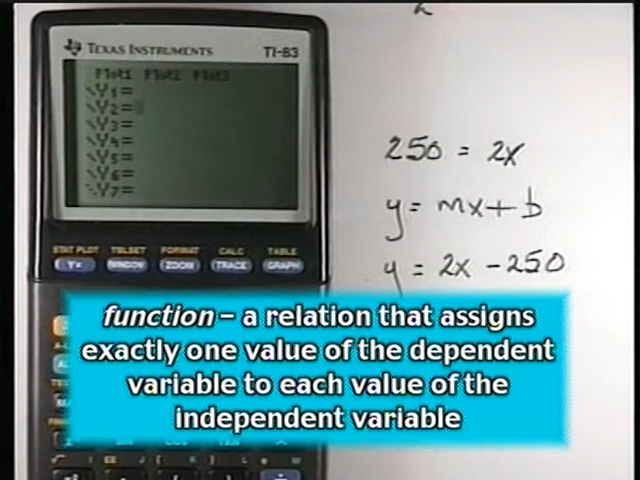 TEXAS INSTRUMENTS TI-83
Plot1 Plot2 Plot3
\Y1=
\Y2=
\Y3=
\Y4=
\Y5=
\Y6=
\Y7=
STAT PLOT TBLSET FORMAT CALC TABLE
Y= WINDOW ZOOM TRACE GRAPH
250 = 2x
y = mx + b
y = 2x - 250
function – a relation that assigns
exactly one value of the dependent
variable to each value of the
independent variable